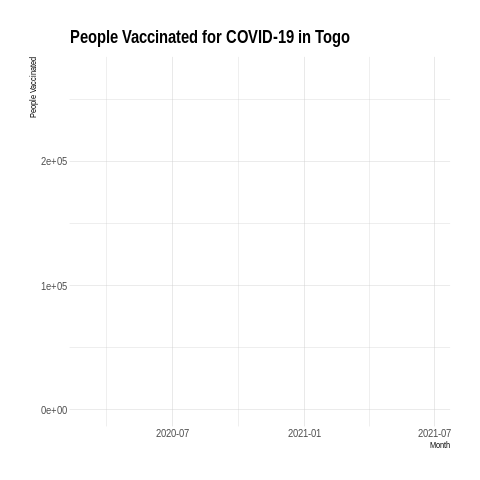 People Vaccinated for COVID-19 in Togo
People Vaccinated
2e+05
1e+05
0e+00
2020-07
2021-01
2021-07
Month